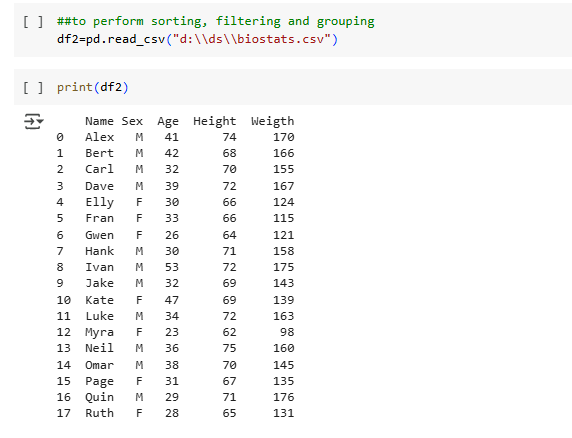 [ ] ##to perform sorting, filtering and grouping
df2=pd.read_csv("d:\\ds\\biostats.csv")
[ ] print(df2)
Name Sex Age Height Weigth
0 Alex M 41 74 170
1 Bert M 42 68 166
2 Carl M 32 70 155
3 Dave M 39 72 167
4 Elly F 30 66 124
5 Fran F 33 66 115
6 Gwen F 26 64 121
7 Hank M 30 71 158
8 Ivan M 53 72 175
9 Jake M 32 69 143
10 Kate F 47 69 139
11 Luke M 34 72 163
12 Myra F 23 62 98
13 Neil M 36 75 160
14 Omar M 38 70 145
15 Page F 31 67 135
16 Quin M 29 71 176
17 Ruth F 28 65 131